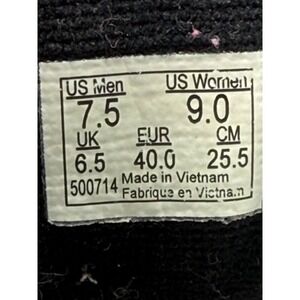 US Men US Women
7.5 9.0
UK EUR CM
6.5 40.0 25.5
500714 Made in Vietnam
Fabriqué en Vietnam